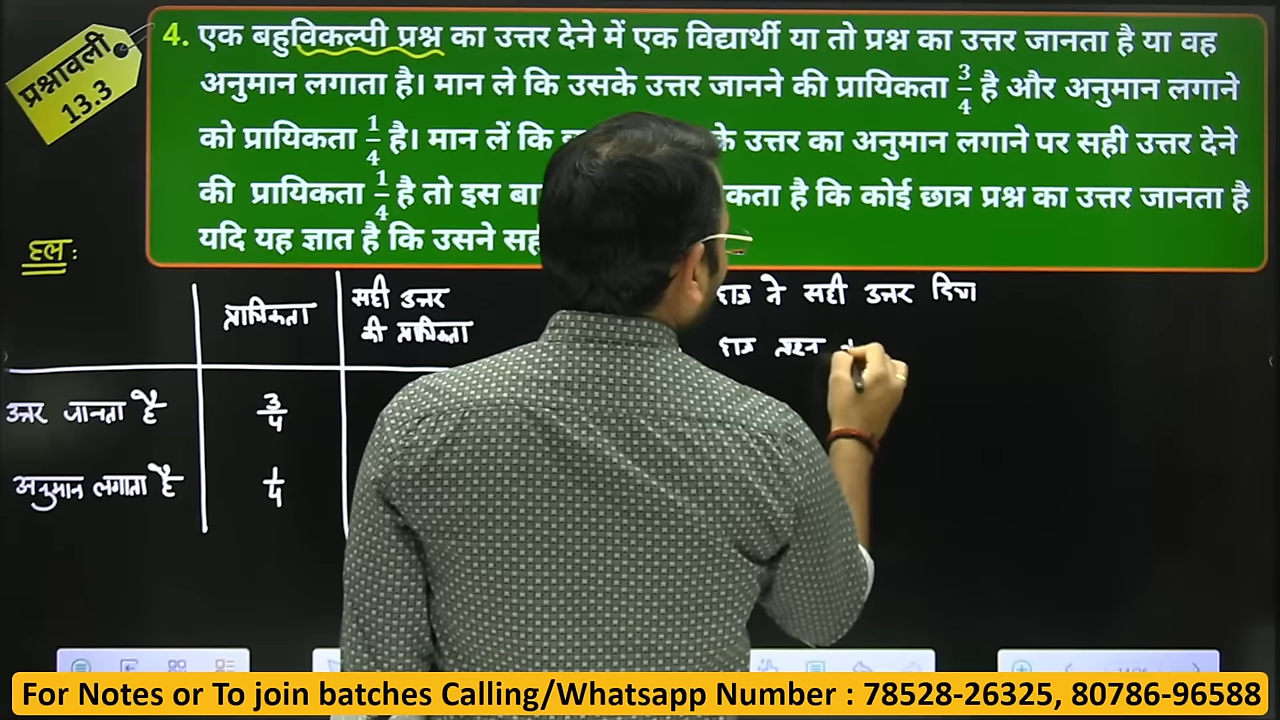 प्रश्नावली
13.3
4. एक बहुविकल्पी प्रश्न का उत्तर देने में एक विद्यार्थी या तो प्रश्न का उत्तर जानता है या वह
अनुमान लगाता है। मान ले कि उसके उत्तर जानने की प्रायिकता 3/4 है और अनुमान लगाने
को प्रायिकता 1/4 है। मान लें कि के उत्तर का अनुमान लगाने पर सही उत्तर देने
की प्रायिकता 1/4 है तो इस कता है कि कोई छात्र प्रश्न का उत्तर जानता है
यदि यह ज्ञात है कि उसने
हल :
प्रायिकता
सही उत्तर
की प्रायिकता
छात्र ने सही उत्तर दिया
छात्र प्रश्न
उत्तर जानता है 3/4
अनुमान लगाता है 1/4
For Notes or To join batches Calling/Whatsapp Number : 78528-26325, 80786-96588